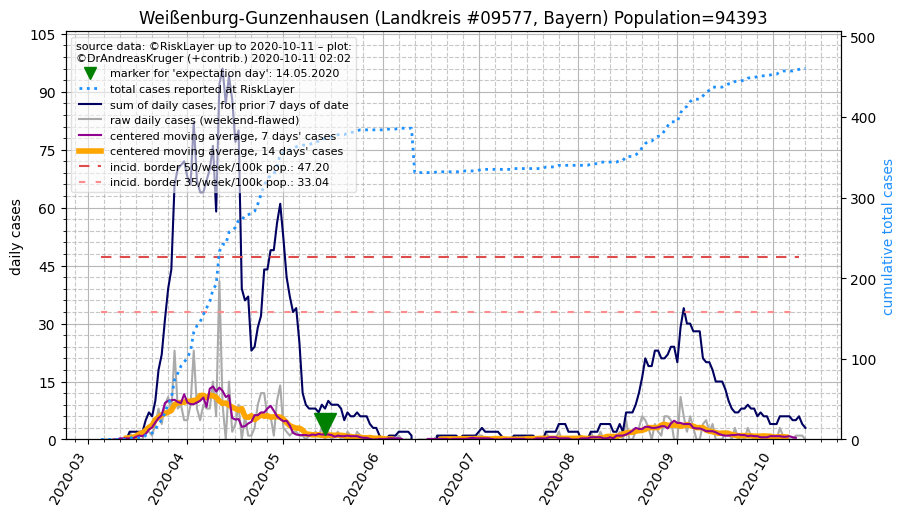 Weißenburg-Gunzenhausen (Landkreis #09577, Bayern) Population=94393
source data: ©RiskLayer up to 2020-10-11 – plot:
©DrAndreasKruger (+contrib.) 2020-10-11 02:02
marker for 'expectation day': 14.05.2020
total cases reported at RiskLayer
sum of daily cases, for prior 7 days of date
raw daily cases (weekend-flawed)
centered moving average, 7 days' cases
centered moving average, 14 days' cases
incid. border 50/week/100k pop.: 47.20
incid. border 35/week/100k pop.: 33.04
daily cases
105
90
75
60
45
30
15
0
cumulative total cases
500
400
300
200
100
0
2020-03
2020-04
2020-05
2020-06
2020-07
2020-08
2020-09
2020-10